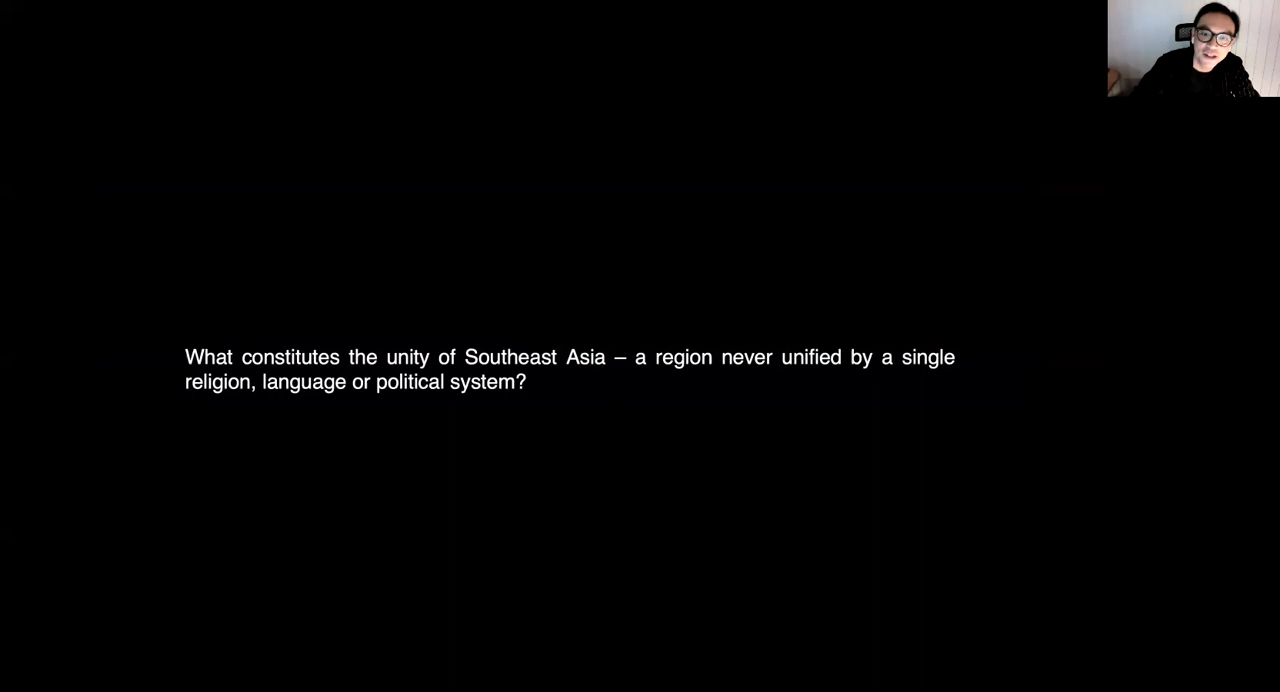 What constitutes the unity of Southeast Asia – a region never unified by a single
religion, language or political system?